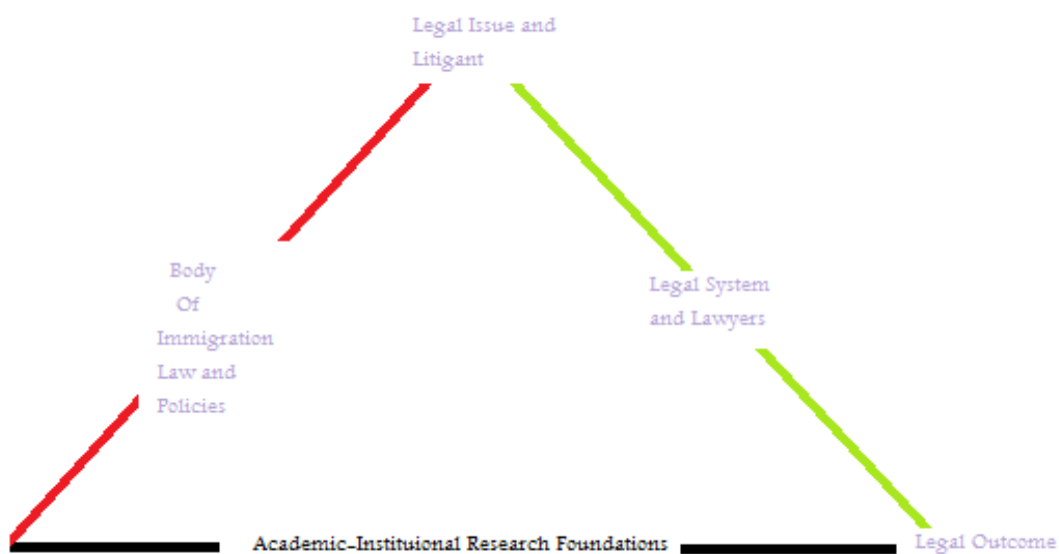 Legal Issue and
Litigant
Body
Of
Immigration
Law and
Policies
Legal System
and Lawyers
Academic-Instituional Research Foundations
Legal Outcome